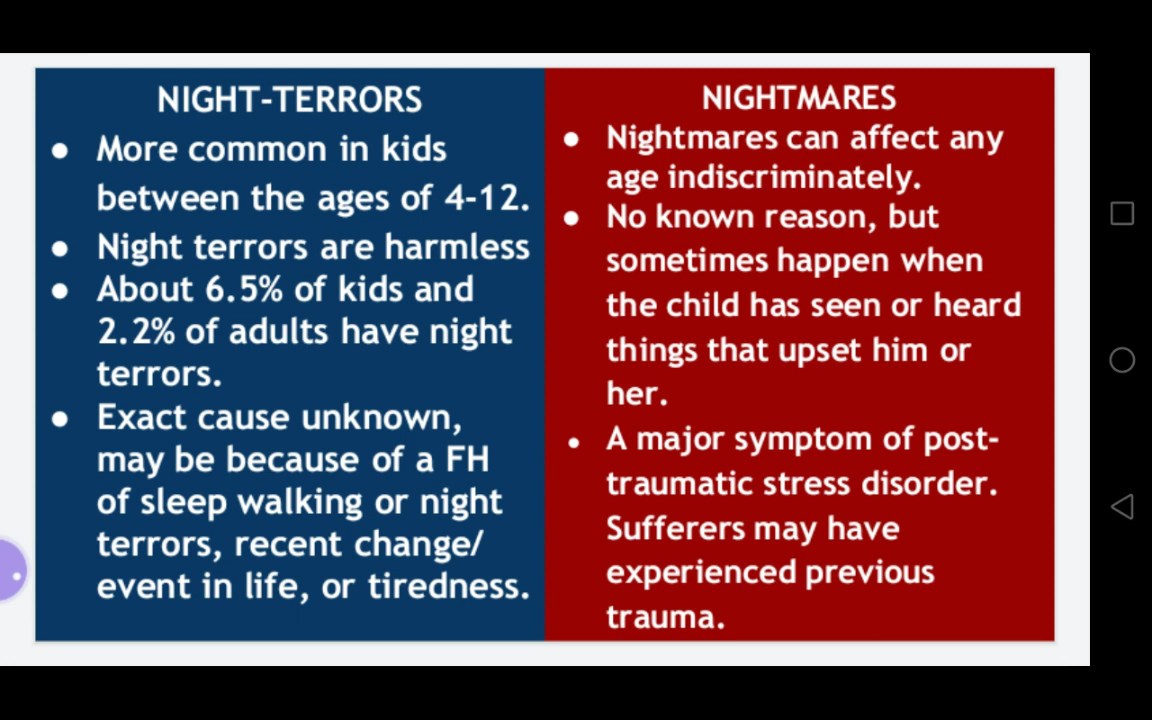 NIGHT-TERRORS
● More common in kids
between the ages of 4-12.
● Night terrors are harmless
● About 6.5% of kids and
2.2% of adults have night
terrors.
● Exact cause unknown,
may be because of a FH
of sleep walking or night
terrors, recent change/
event in life, or tiredness.
NIGHTMARES
● Nightmares can affect any
age indiscriminately.
● No known reason, but
sometimes happen when
the child has seen or heard
things that upset him or
her.
● A major symptom of post-
traumatic stress disorder.
Sufferers may have
experienced previous
trauma.